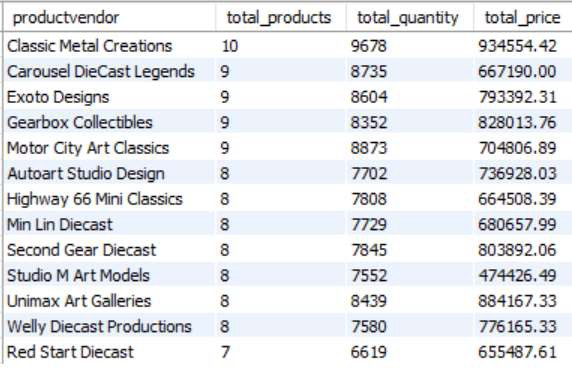 productvendor total_products total_quantity total_price
Classic Metal Creations 10 9678 934554.42
Carousel DieCast Legends 9 8735 667190.00
Exoto Designs 9 8604 793392.31
Gearbox Collectibles 9 8352 828013.76
Motor City Art Classics 9 8873 704806.89
Autoart Studio Design 8 7702 736928.03
Highway 66 Mini Classics 8 7808 664508.39
Min Lin Diecast 8 7729 680657.99
Second Gear Diecast 8 7845 803892.06
Studio M Art Models 8 7552 474426.49
Unimax Art Galleries 8 8439 884167.33
Welly Diecast Productions 8 7580 776165.33
Red Start Diecast 7 6619 655487.61